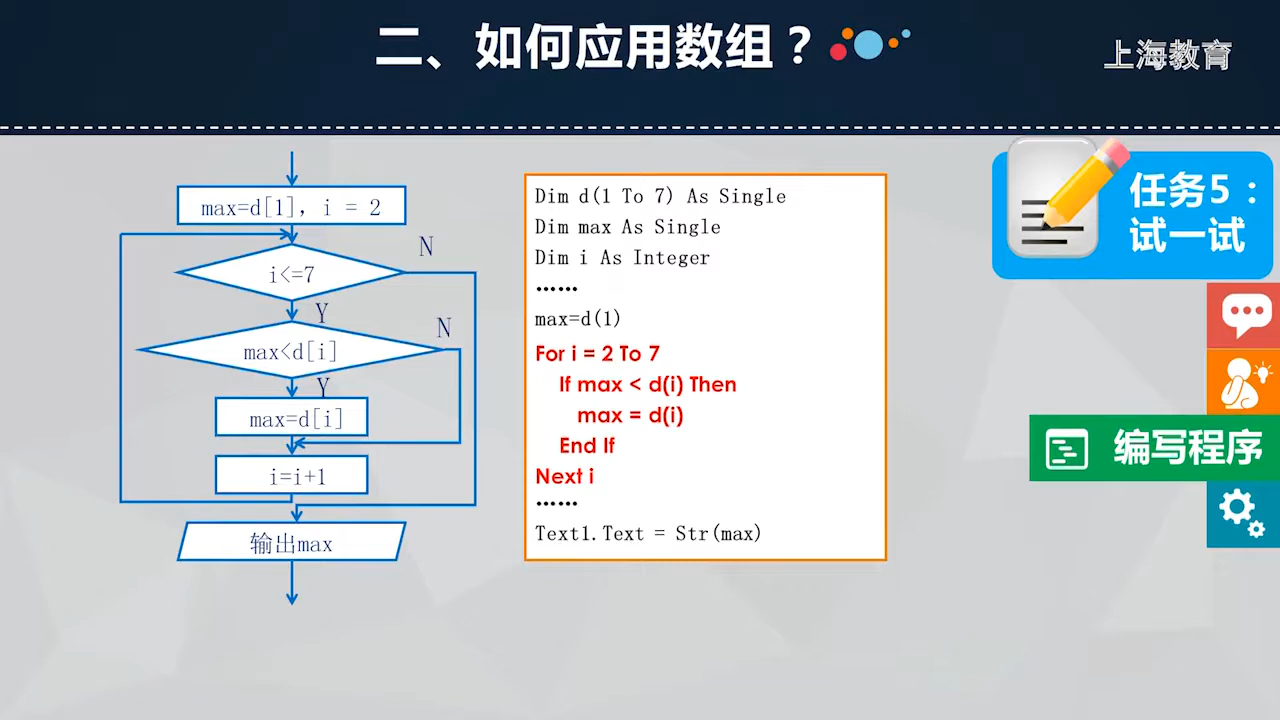 二、如何应用数组？
上海教育
max=d[1], i = 2
i<=7
N
Y
max<d[i]
N
Y
max=d[i]
i=i+1
输出max
Dim d(1 To 7) As Single
Dim max As Single
Dim i As Integer
……
max=d(1)
For i = 2 To 7
If max < d(i) Then
max = d(i)
End If
Next i
……
Text1.Text = Str(max)
任务5：
试一试
编写程序